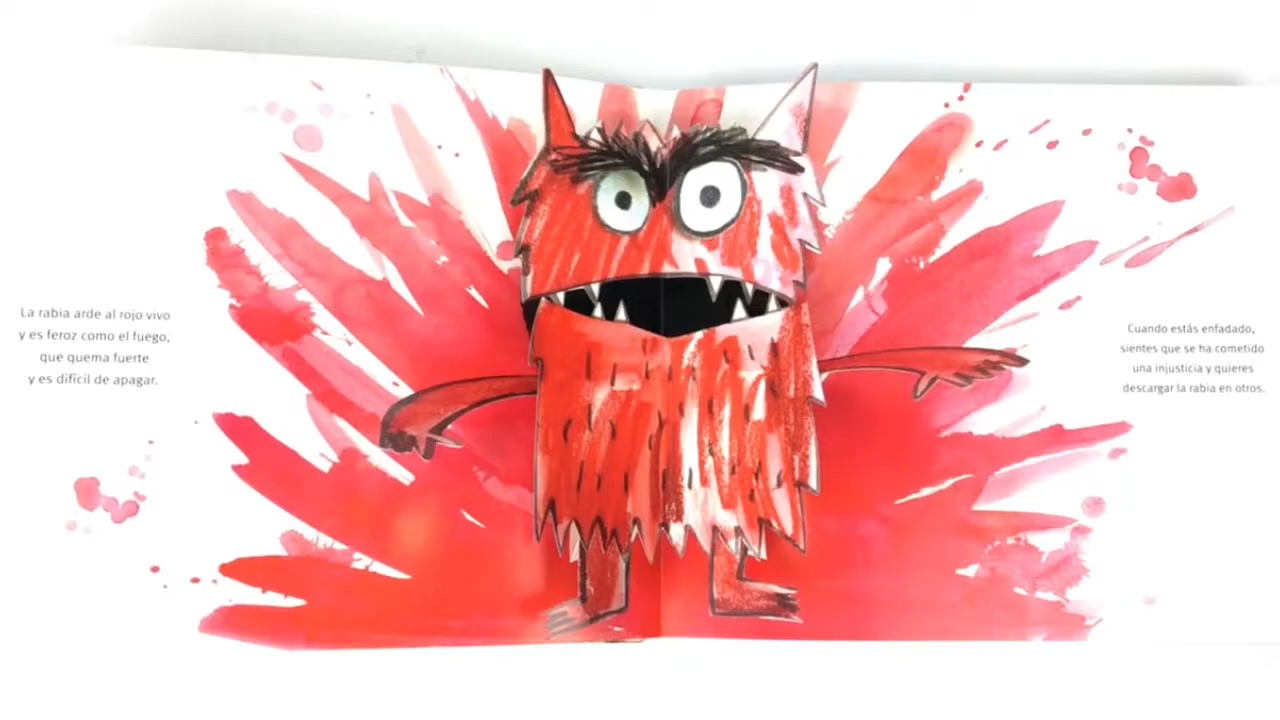 La rabia arde al rojo vivo
y es feroz como el fuego,
que quema fuerte
y es difícil de apagar.
Cuando estás enfadado,
sientes que se ha cometido
una injusticia y quieres
descargar la rabia en otros.